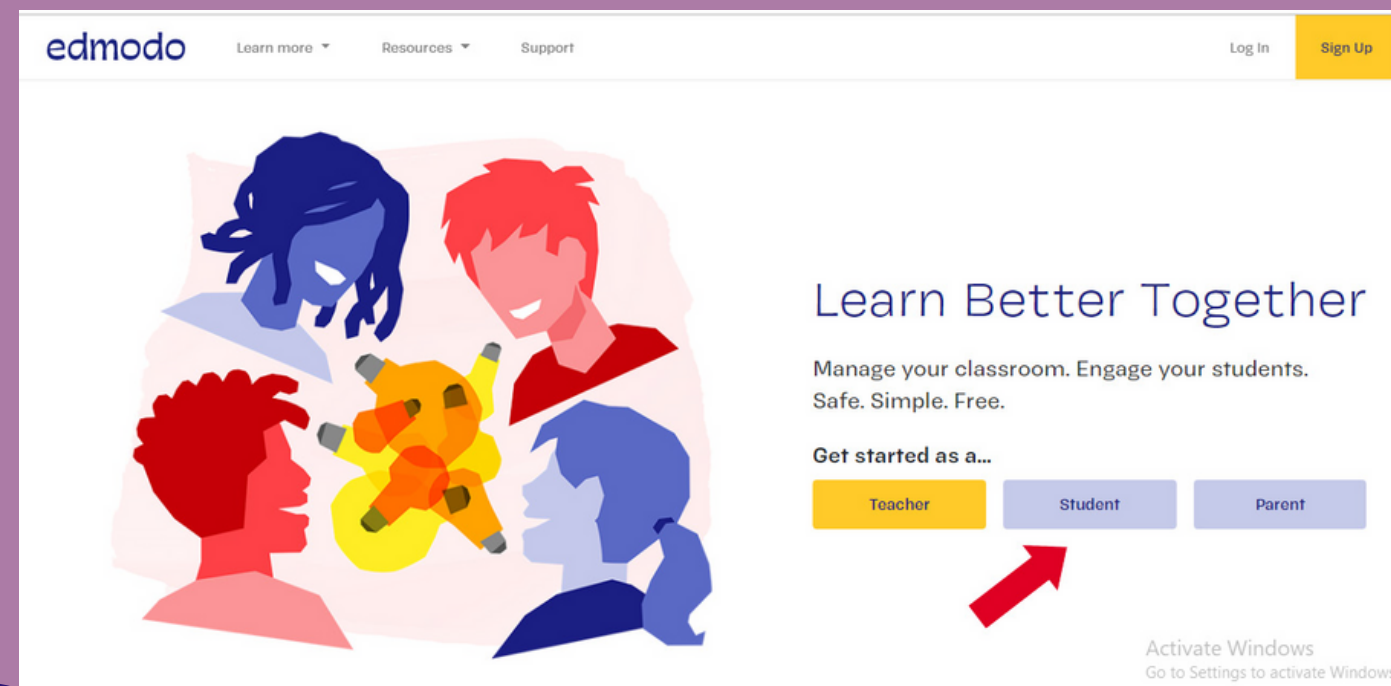 edmodo Learn more Resources Support Log In Sign Up
Learn Better Together
Manage your classroom. Engage your students.
Safe. Simple. Free.
Get started as a...
Teacher Student Parent
Activate Windows
Go to Settings to activate Windows